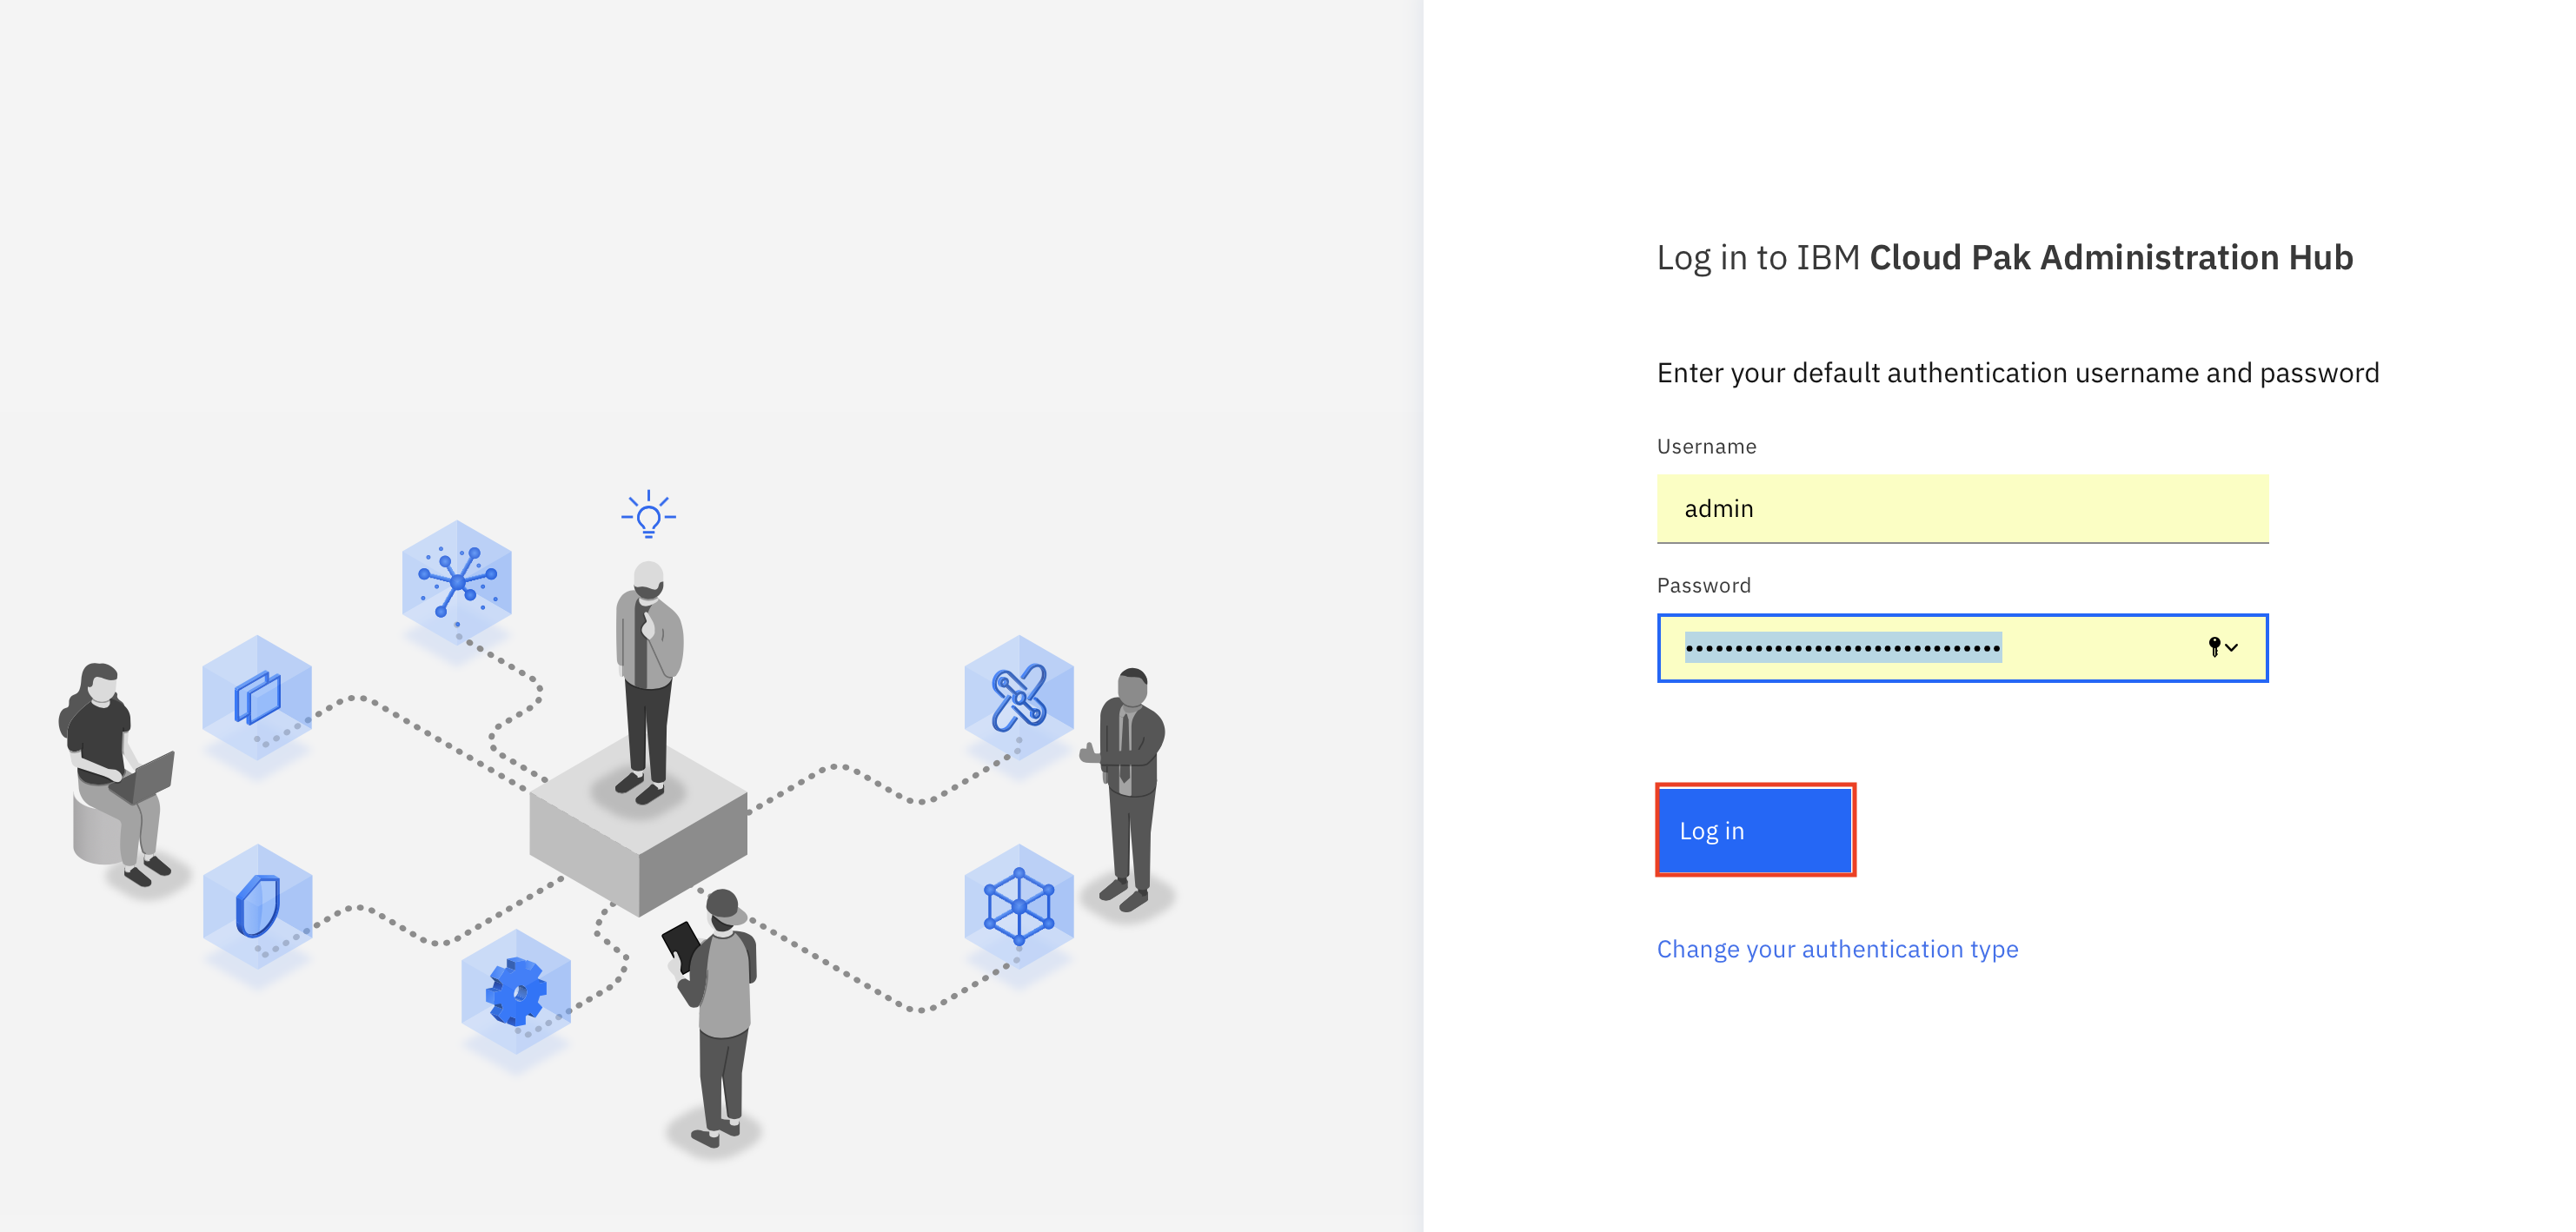 Log in to IBM Cloud Pak Administration Hub
Enter your default authentication username and password
Username
admin
Password
Log in
Change your authentication type